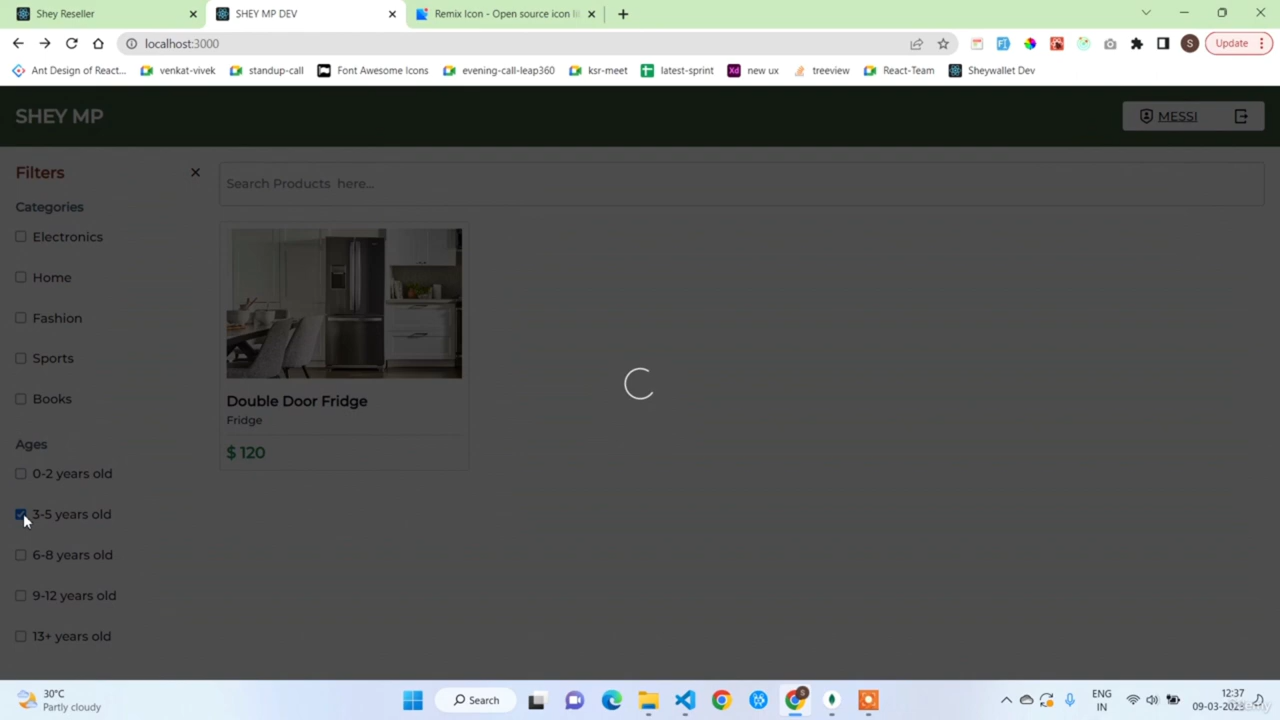 Shey Reseller
SHEY MP DEV
Remix Icon - Open source icon li
localhost:3000
S
Update
Ant Design of React...
venkat-vivek
standup-call
Font Awesome Icons
evening-call-leap360
ksr-meet
latest-sprint
Xd
new ux
treeview
React-Team
Sheywallet Dev
SHEY MP
MESSI
Filters
Search Products here...
Categories
Electronics
Home
Fashion
Sports
Books
Double Door Fridge
Fridge
$ 120
Ages
0-2 years old
3-5 years old
6-8 years old
9-12 years old
13+ years old
30°C
Partly cloudy
Search
ENG
IN
12:37
09-03-2023